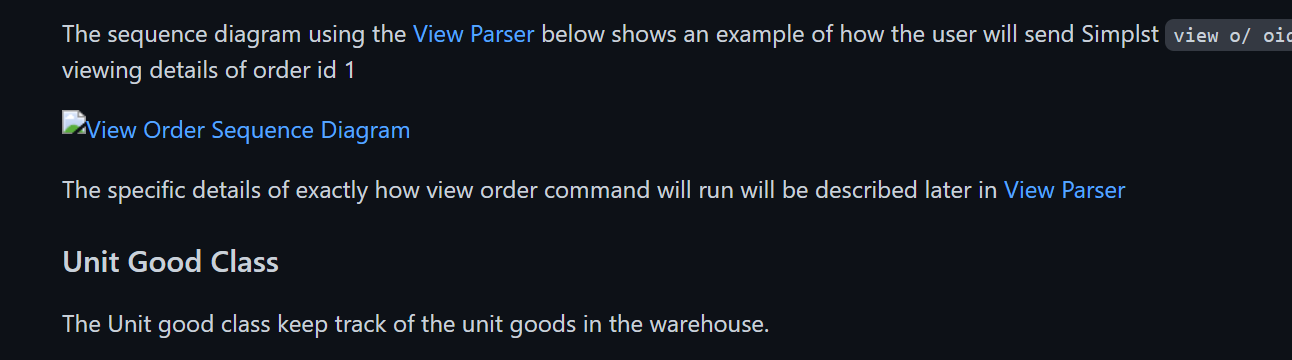 The sequence diagram using the View Parser below shows an example of how the user will send Simplst view o/
viewing details of order id 1
View Order Sequence Diagram
The specific details of exactly how view order command will run will be described later in View Parser
Unit Good Class
The Unit good class keep track of the unit goods in the warehouse.